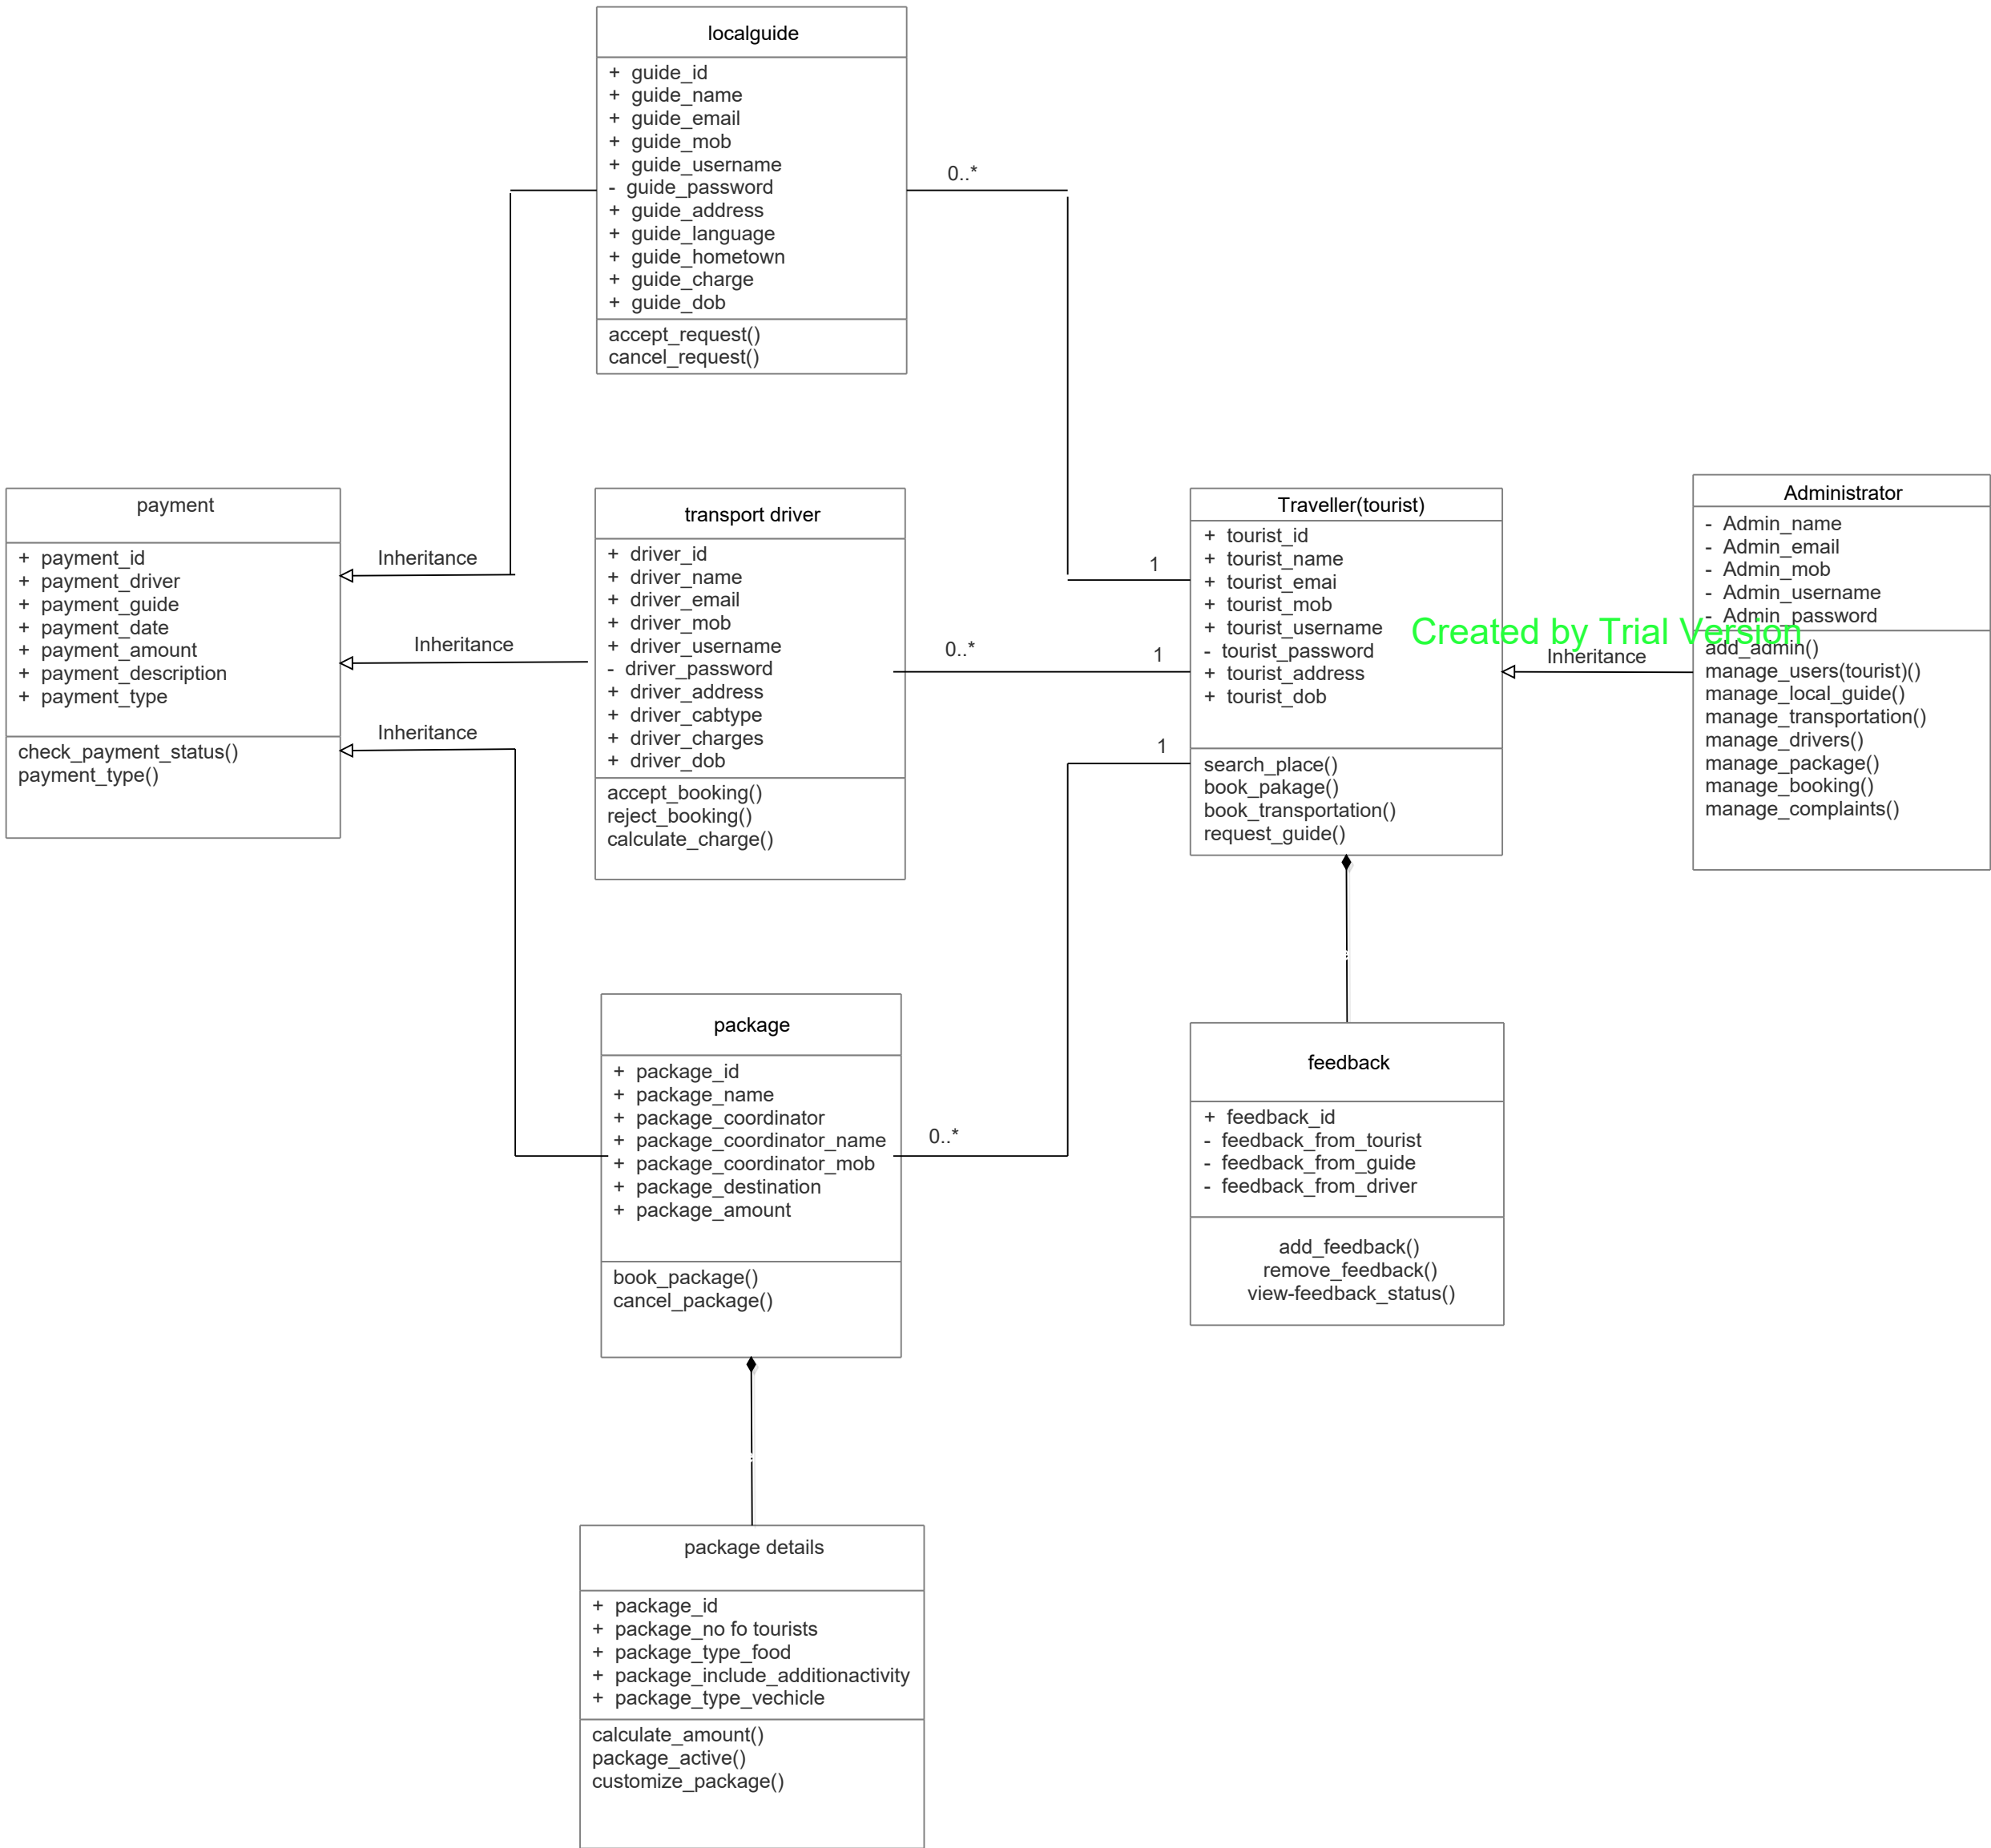 localguide
+ guide_id
+ guide_name
+ guide_email
+ guide_mob
+ guide_username
- guide_password
+ guide_address
+ guide_language
+ guide_hometown
+ guide_charge
+ guide_dob
accept_request()
cancel_request()
0..*
payment
+ payment_id
+ payment_driver
+ payment_guide
+ payment_date
+ payment_amount
+ payment_description
+ payment_type
check_payment_status()
payment_type()
Inheritance
Inheritance
Inheritance
transport driver
+ driver_id
+ driver_name
+ driver_email
+ driver_mob
+ driver_username
- driver_password
+ driver_address
+ driver_cabtype
+ driver_charges
+ driver_dob
accept_booking()
reject_booking()
calculate_charge()
0..*
1
1
1
Traveller(tourist)
+ tourist_id
+ tourist_name
+ tourist_emai
+ tourist_mob
+ tourist_username
- tourist_password
+ tourist_address
+ tourist_dob
search_place()
book_pakage()
book_transportation()
request_guide()
Created by Trial Version
Inheritance
Administrator
- Admin_name
- Admin_email
- Admin_mob
- Admin_username
- Admin_password
add_admin()
manage_users(tourist)()
manage_local_guide()
manage_transportation()
manage_drivers()
manage_package()
manage_booking()
manage_complaints()
package
+ package_id
+ package_name
+ package_coordinator
+ package_coordinator_name
+ package_coordinator_mob
+ package_destination
+ package_amount
book_package()
cancel_package()
0..*
feedback
+ feedback_id
- feedback_from_tourist
- feedback_from_guide
- feedback_from_driver
add_feedback()
remove_feedback()
view-feedback_status()
package details
+ package_id
+ package_no fo tourists
+ package_type_food
+ package_include_additionactivity
+ package_type_vechicle
calculate_amount()
package_active()
customize_package()